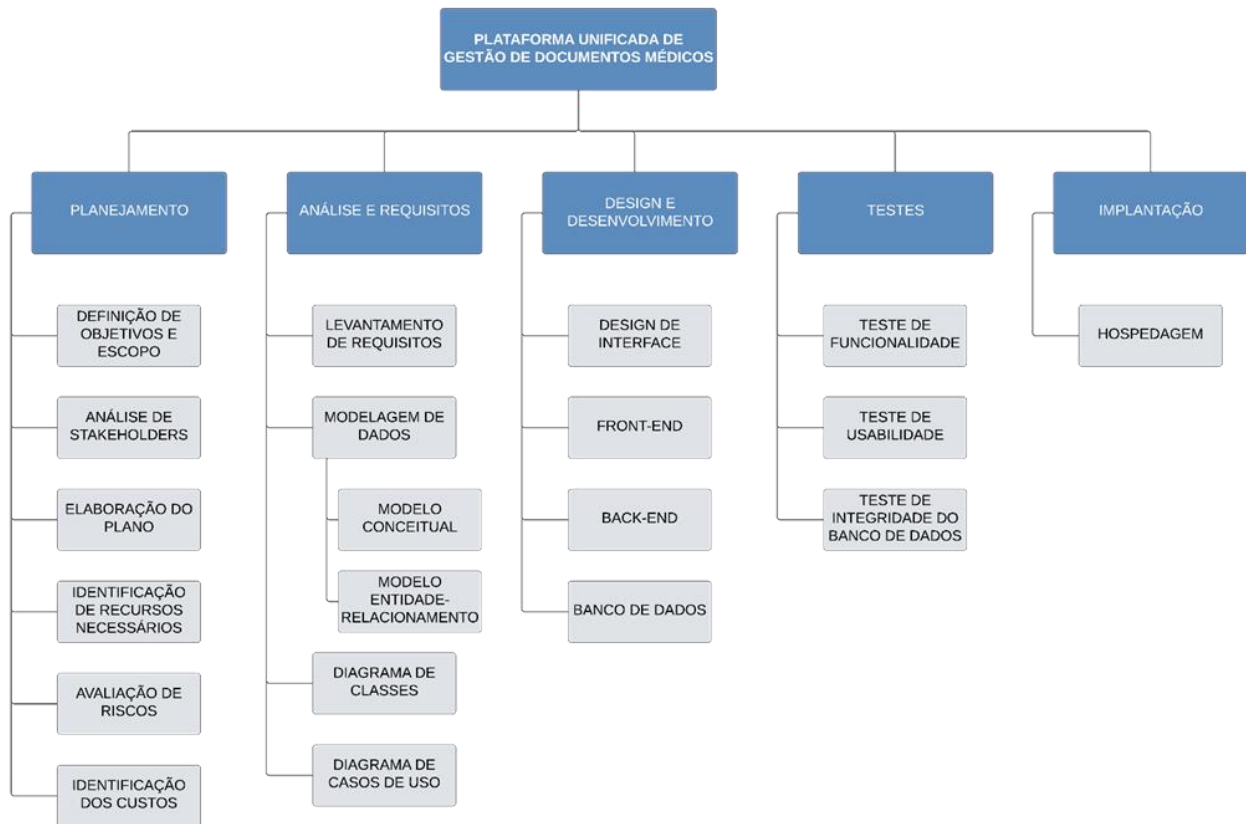 PLATAFORMA UNIFICADA DE
GESTÃO DE DOCUMENTOS MÉDICOS
PLANEJAMENTO
DEFINIÇÃO DE
OBJETIVOS E
ESCOPO
ANÁLISE DE
STAKEHOLDERS
ELABORAÇÃO DO
PLANO
IDENTIFICAÇÃO
DE RECURSOS
NECESSÁRIOS
AVALIAÇÃO DE
RISCOS
IDENTIFICAÇÃO
DOS CUSTOS
ANÁLISE E REQUISITOS
LEVANTAMENTO
DE REQUISITOS
MODELAGEM DE
DADOS
MODELO
CONCEITUAL
MODELO
ENTIDADE-
RELACIONAMENTO
DIAGRAMA DE
CLASSES
DIAGRAMA DE
CASOS DE USO
DESIGN E
DESENVOLVIMENTO
DESIGN DE
INTERFACE
FRONT-END
BACK-END
BANCO DE DADOS
TESTES
TESTE DE
FUNCIONALIDADE
TESTE DE
USABILIDADE
TESTE DE
INTEGRIDADE DO
BANCO DE DADOS
IMPLANTAÇÃO
HOSPEDAGEM